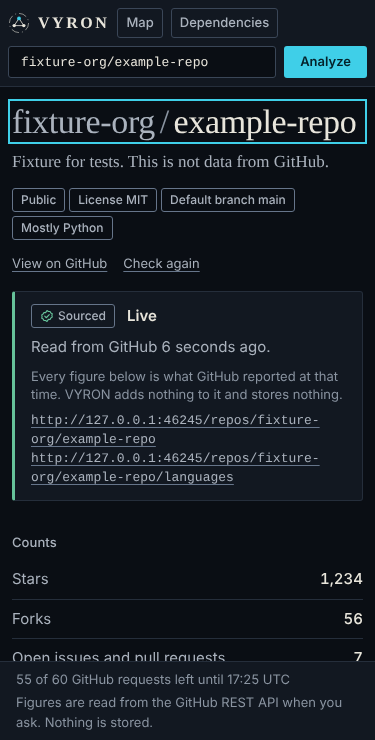 VYRON
Map
Dependencies
fixture-org/example-repo
Analyze
fixture-org / example-repo
Fixture for tests. This is not data from GitHub.
Public
License MIT
Default branch main
Mostly Python
View on GitHub
Check again
Sourced
Live
Read from GitHub 6 seconds ago.
Every figure below is what GitHub reported at that
time. VYRON adds nothing to it and stores nothing.
http://127.0.0.1:46245/repos/fixture-
org/example-repo
http://127.0.0.1:46245/repos/fixture-
org/example-repo/languages
Counts
Stars 1,234
Forks 56
Open issues and pull requests 7
55 of 60 GitHub requests left until 17:25 UTC
Figures are read from the GitHub REST API when you
ask. Nothing is stored.